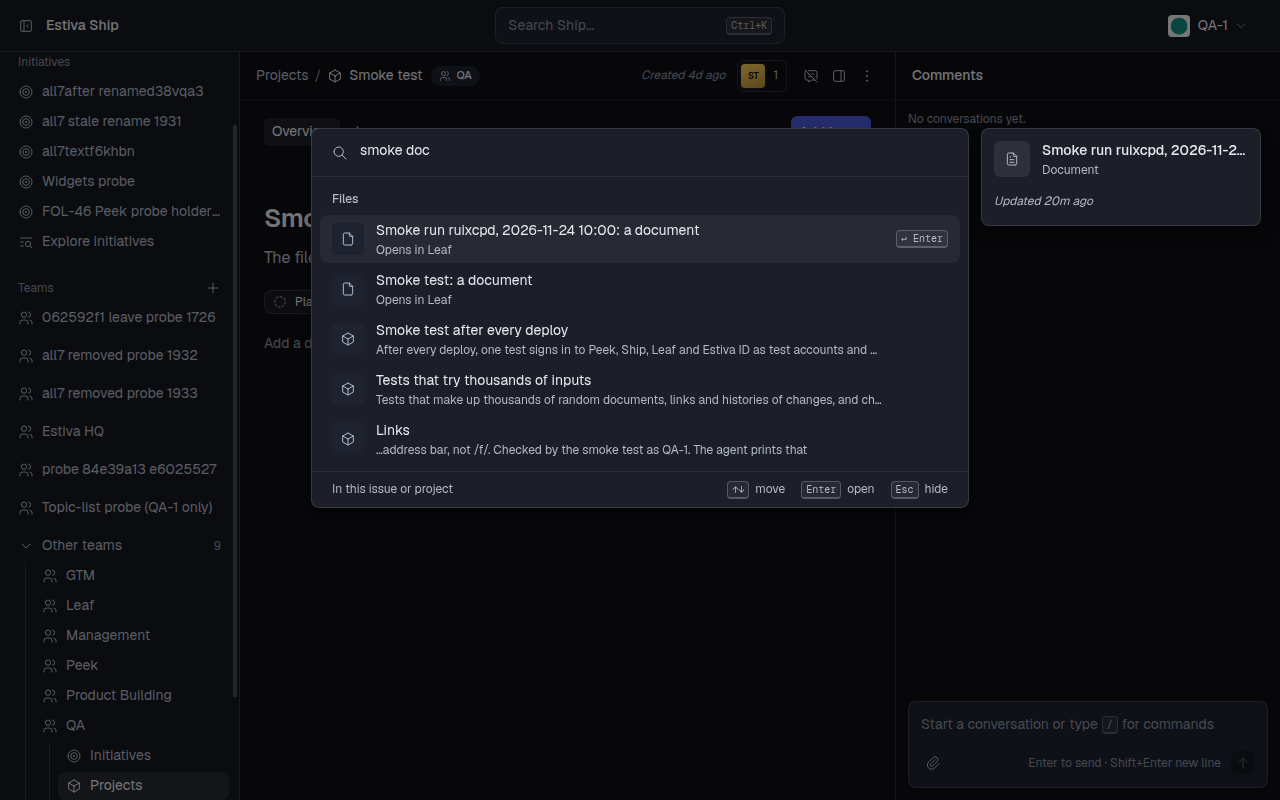 Estiva Ship
Search Ship…
Ctrl+K
QA-1
Initiatives
all7after renamed38vqa3
all7 stale rename 1931
all7textf6khbn
Widgets probe
FOL-46 Peek probe holder…
Explore initiatives
Teams
062592f1 leave probe 1726
all7 removed probe 1932
all7 removed probe 1933
Estiva HQ
probe 84e39a13 e6025527
Topic-list probe (QA-1 only)
Other teams 9
GTM
Leaf
Management
Peek
Product Building
QA
Initiatives
Projects
Projects / Smoke test QA
Created 4d ago
ST 1
smoke doc
Files
Smoke run ruixcpd, 2026-11-24 10:00: a document
Opens in Leaf
↩ Enter
Smoke test: a document
Opens in Leaf
Smoke test after every deploy
After every deploy, one test signs in to Peek, Ship, Leaf and Estiva ID as test accounts and …
Tests that try thousands of inputs
Tests that make up thousands of random documents, links and histories of changes, and ch…
Links
…address bar, not /f/. Checked by the smoke test as QA-1. The agent prints that
In this issue or project
↑↓ move Enter open Esc hide
Comments
No conversations yet.
Smoke run ruixcpd, 2026-11-2…
Document
Updated 20m ago
Start a conversation or type / for commands
Enter to send · Shift+Enter new line